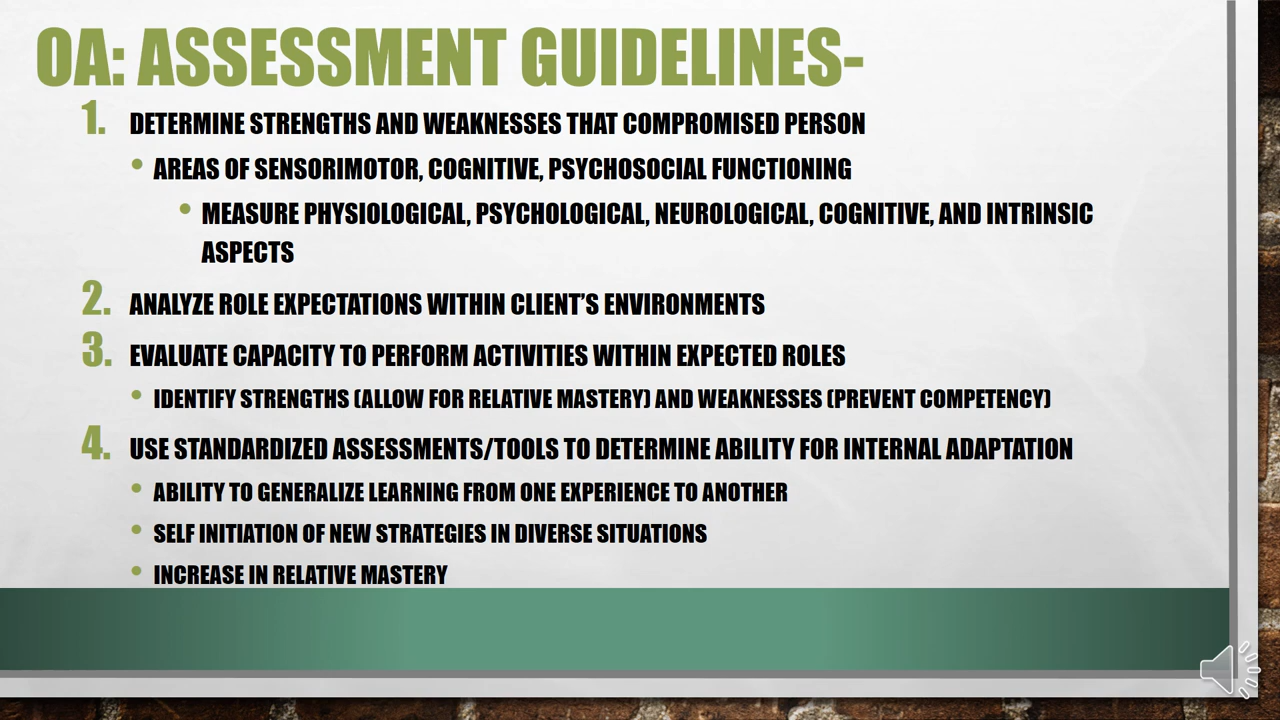 OA: ASSESSMENT GUIDELINES-
1. DETERMINE STRENGTHS AND WEAKNESSES THAT COMPROMISED PERSON
• AREAS OF SENSORIMOTOR, COGNITIVE, PSYCHOSOCIAL FUNCTIONING
• MEASURE PHYSIOLOGICAL, PSYCHOLOGICAL, NEUROLOGICAL, COGNITIVE, AND INTRINSIC
ASPECTS
2. ANALYZE ROLE EXPECTATIONS WITHIN CLIENT'S ENVIRONMENTS
3. EVALUATE CAPACITY TO PERFORM ACTIVITIES WITHIN EXPECTED ROLES
• IDENTIFY STRENGTHS (ALLOW FOR RELATIVE MASTERY) AND WEAKNESSES (PREVENT COMPETENCY)
4. USE STANDARDIZED ASSESSMENTS/TOOLS TO DETERMINE ABILITY FOR INTERNAL ADAPTATION
• ABILITY TO GENERALIZE LEARNING FROM ONE EXPERIENCE TO ANOTHER
• SELF INITIATION OF NEW STRATEGIES IN DIVERSE SITUATIONS
• INCREASE IN RELATIVE MASTERY